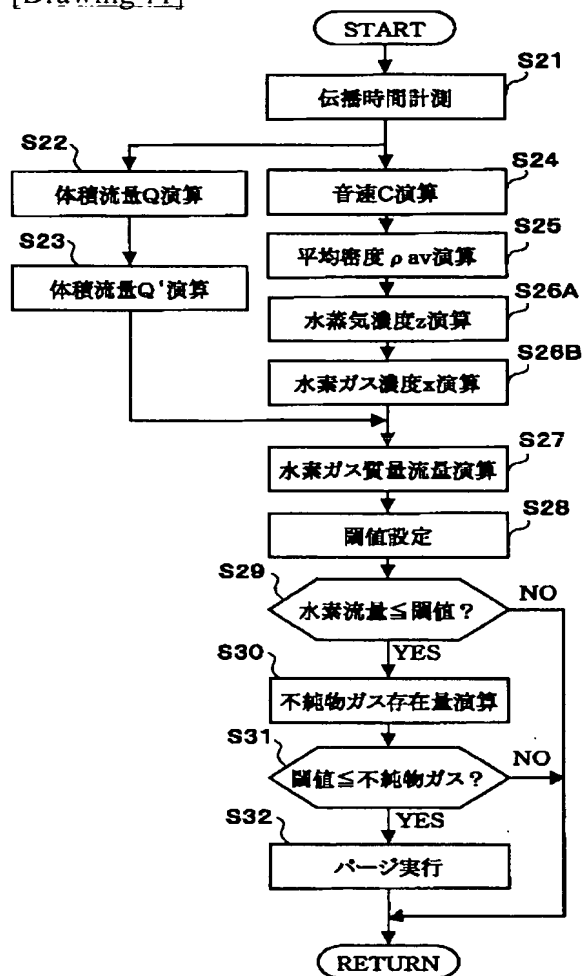 START
S21
伝播時間計測
S22
体積流量Q演算
S23
体積流量Q'演算
S24
音速C演算
S25
平均密度ρav演算
S26A
水蒸気濃度z演算
S26B
水素ガス濃度x演算
S27
水素ガス質量流量演算
S28
閾値設定
S29
水素流量≦閾値?
NO
YES
S30
不純物ガス存在量演算
S31
閾値≦不純物ガス?
NO
YES
S32
パージ実行
RETURN